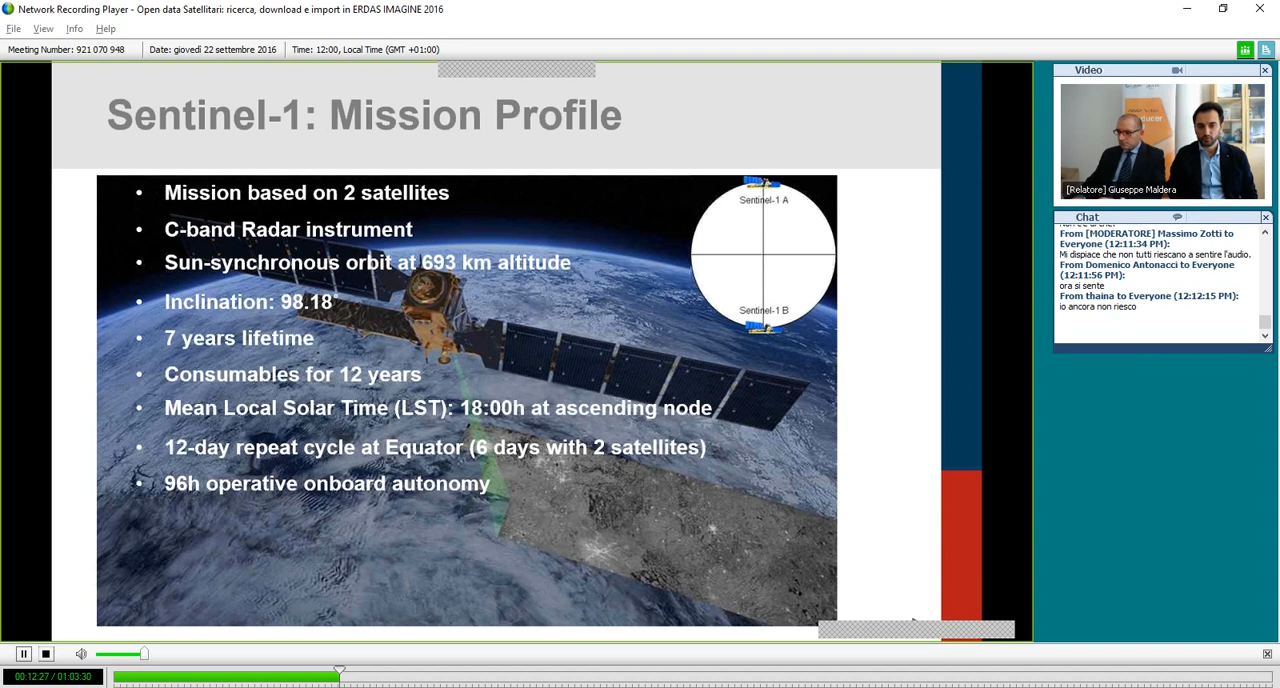 Network Recording Player - Open data Satellitari: ricerca, download e import in ERDAS IMAGINE 2016
File View Info Help
Meeting Number: 921 070 948 Date: giovedì 22 settembre 2016 Time: 12:00, Local Time (GMT +01:00)
Sentinel-1: Mission Profile
• Mission based on 2 satellites
• C-band Radar instrument
• Sun-synchronous orbit at 693 km altitude
• Inclination: 98.18
• 7 years lifetime
• Consumables for 12 years
• Mean Local Solar Time (LST): 18:00h at ascending node
• 12-day repeat cycle at Equator (6 days with 2 satellites)
• 96h operative onboard autonomy
Sentinel-1 A
Sentinel-1 B
Video
[Relatore] Giuseppe Maldera
Chat
From [MODERATORE] Massimo Zotti to
Everyone (12:11:34 PM):
Mi dispiace che non tutti riescano a sentire l'audio.
From Domenico Antonacci to Everyone
(12:11:56 PM):
ora si sente
From thaina to Everyone (12:12:15 PM):
io ancora non riesco
00:12:27 / 01:03:30